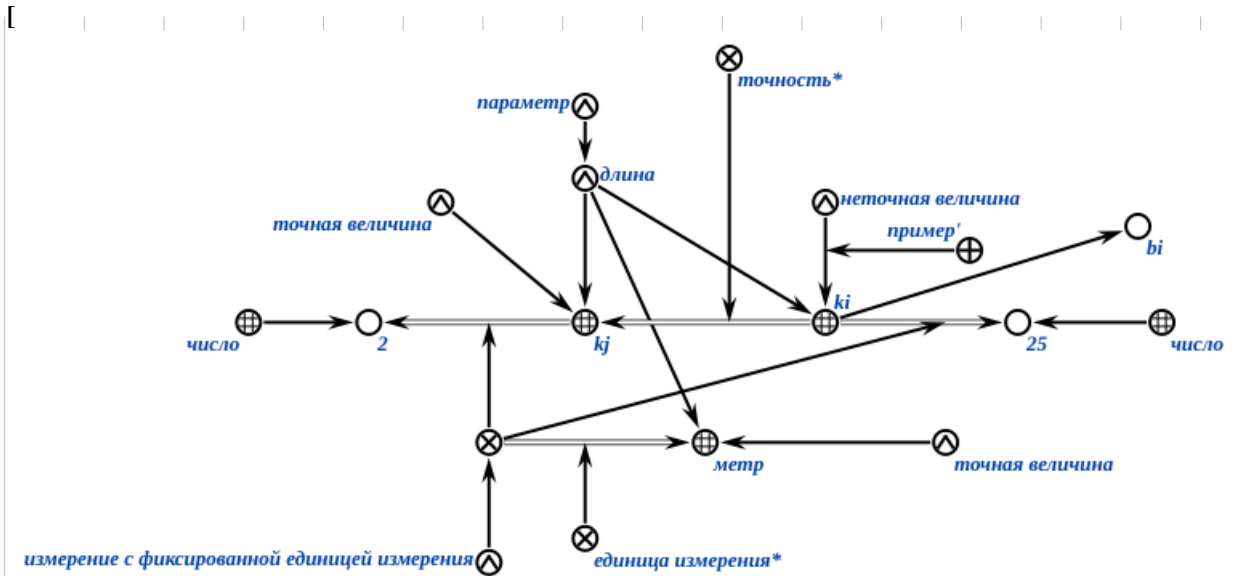 [
точность*
параметр
длина
неточная величина
точная величина
пример'
bi
ki
число
2
kj
25
число
метр
точная величина
измерение с фиксированной единицей измерения
единица измерения*